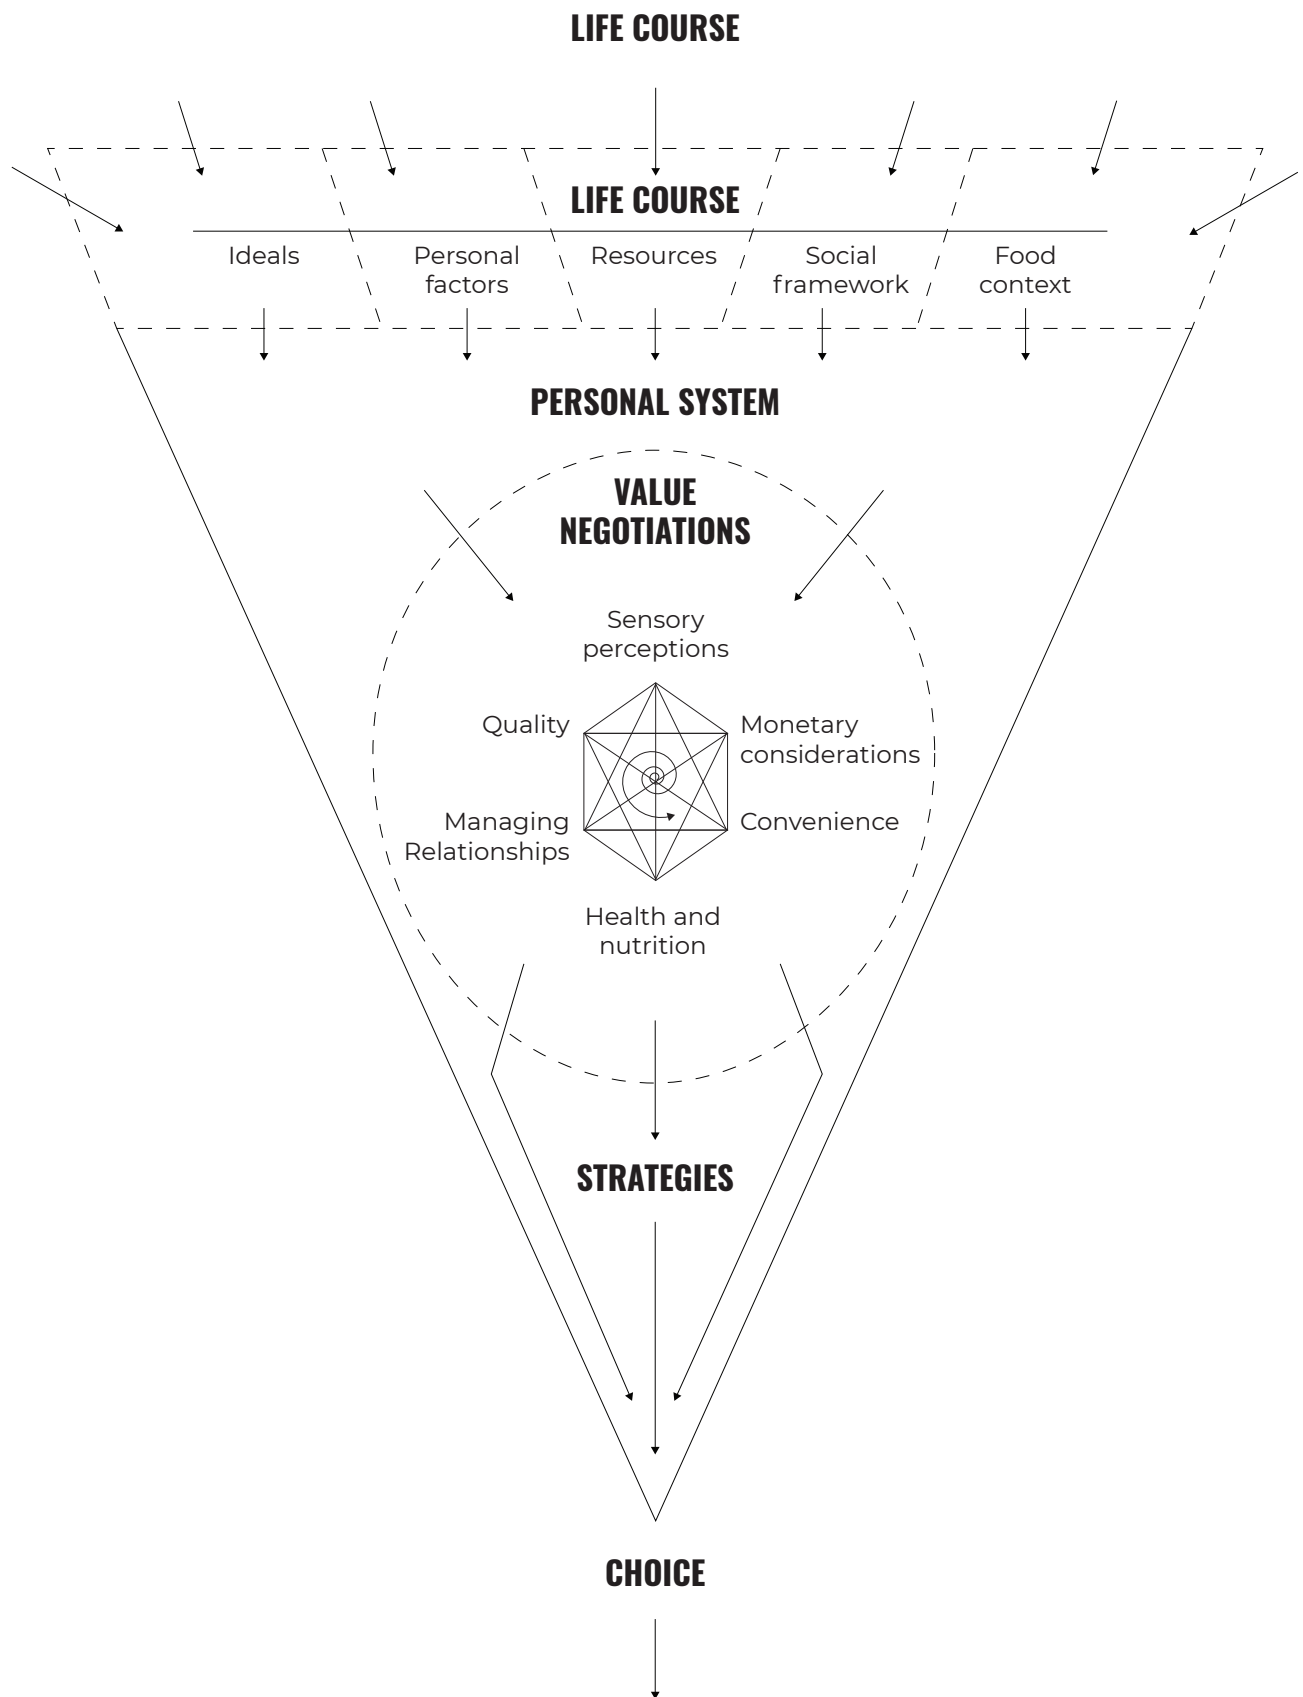 LIFE COURSE
LIFE COURSE
Ideals
Personal
factors
Resources
Social
framework
Food
context
PERSONAL SYSTEM
VALUE
NEGOTIATIONS
Sensory
perceptions
Quality
Monetary
considerations
Managing
Relationships
Convenience
Health and
nutrition
STRATEGIES
CHOICE